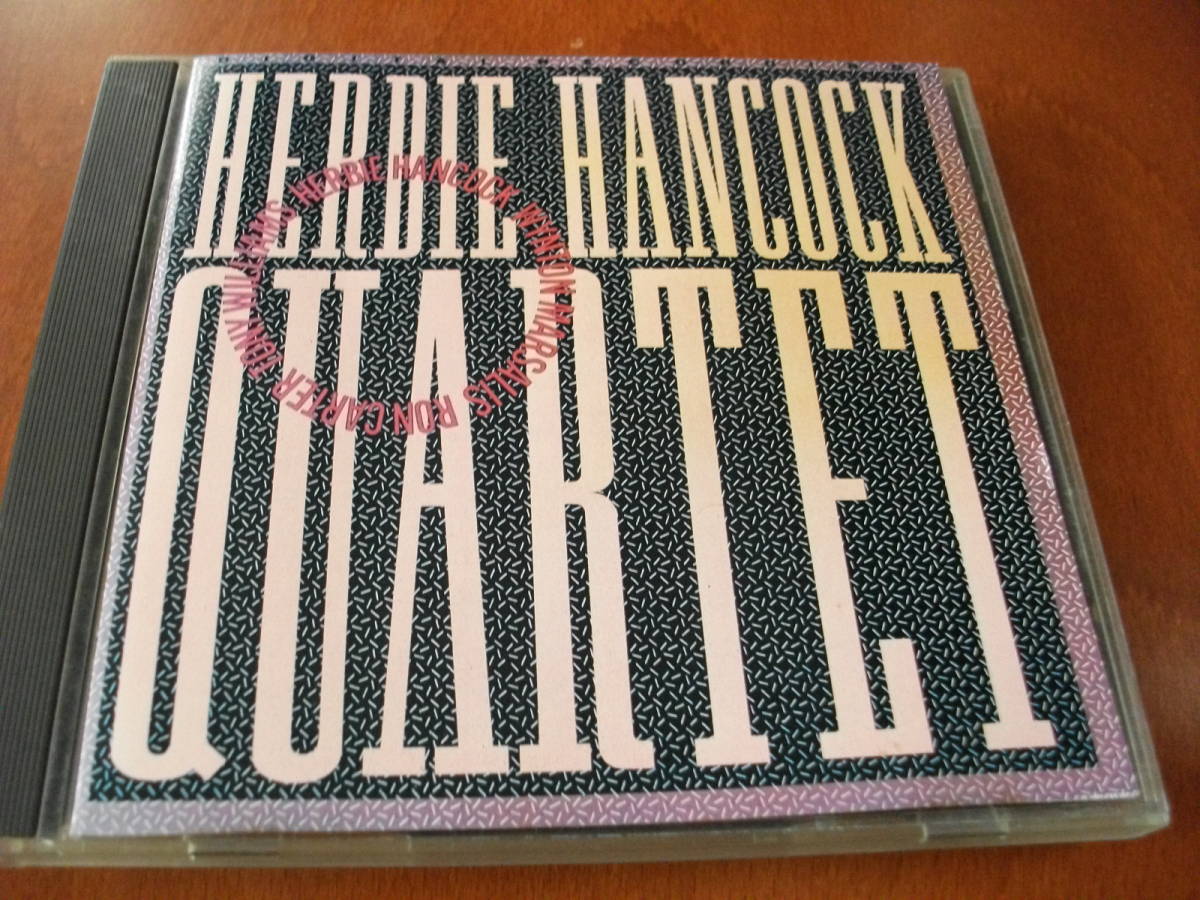 HERBIE HANCOCK
QUARTET
HERBIE HANCOCK WYNTON MARSALIS RON CARTER TONY WILLIAMS